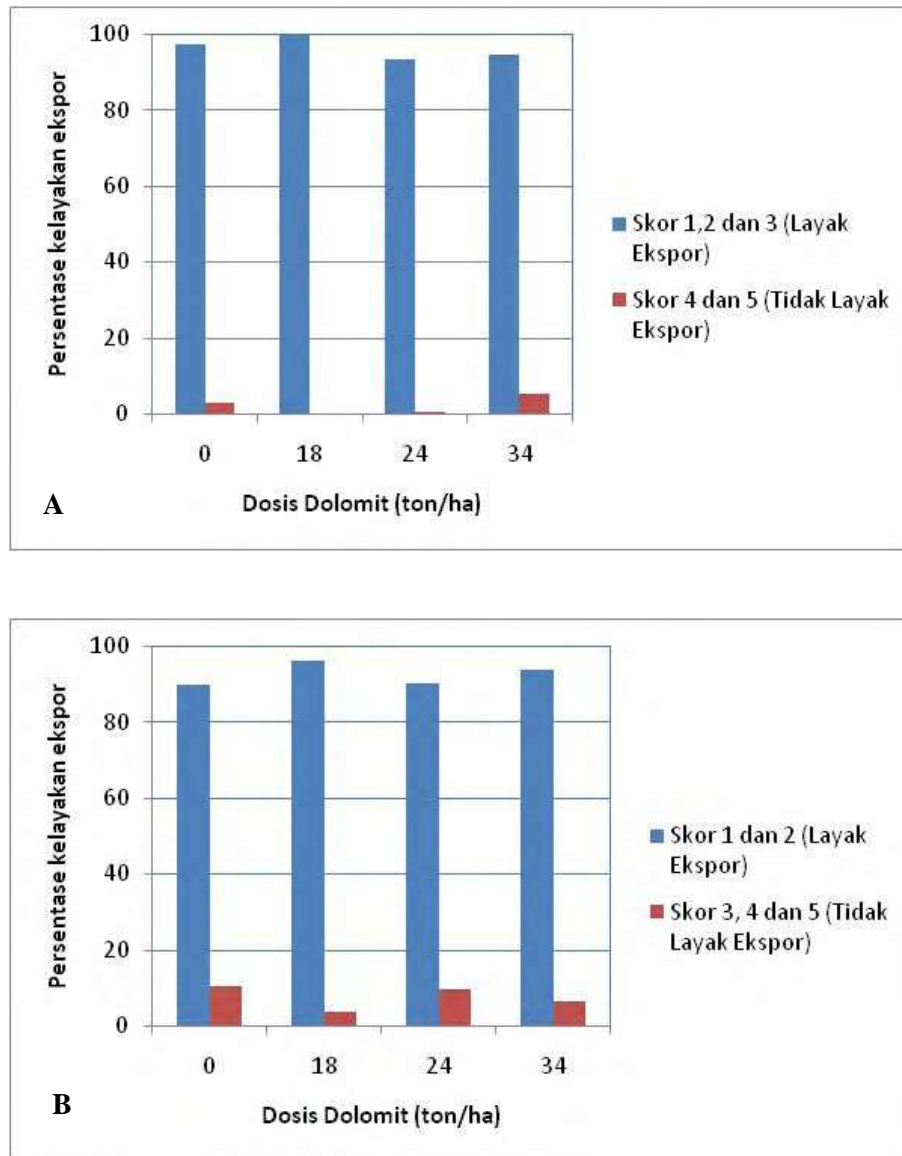 Persentase kelayakan ekspor
100
80
60
40
20
0
0 18 24 34
Dosis Dolomit (ton/ha)
Skor 1,2 dan 3 (Layak
Ekspor)
Skor 4 dan 5 (Tidak Layak
Ekspor)
A
Persentase kelayakan ekspor
100
80
60
40
20
0
0 18 24 34
Dosis Dolomit (ton/ha)
Skor 1 dan 2 (Layak
Ekspor)
Skor 3, 4 dan 5 (Tidak
Layak Ekspor)
B